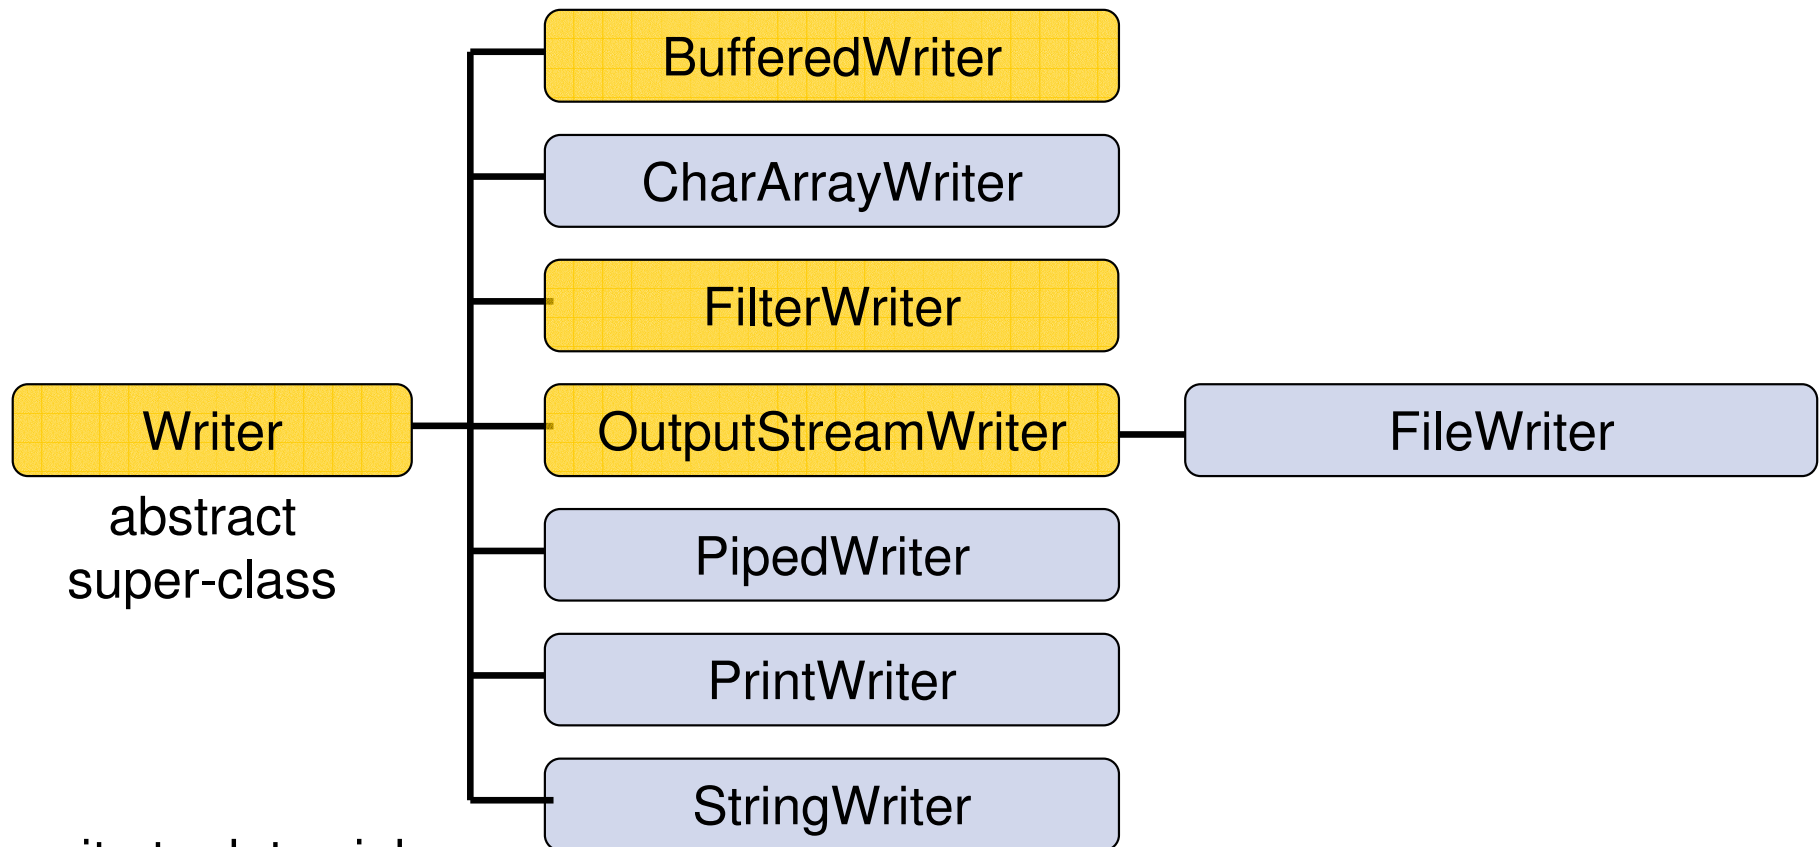 BufferedWriter
CharArrayWriter
FilterWriter
Writer
OutputStreamWriter
FileWriter
abstract
super-class
PipedWriter
PrintWriter
StringWriter